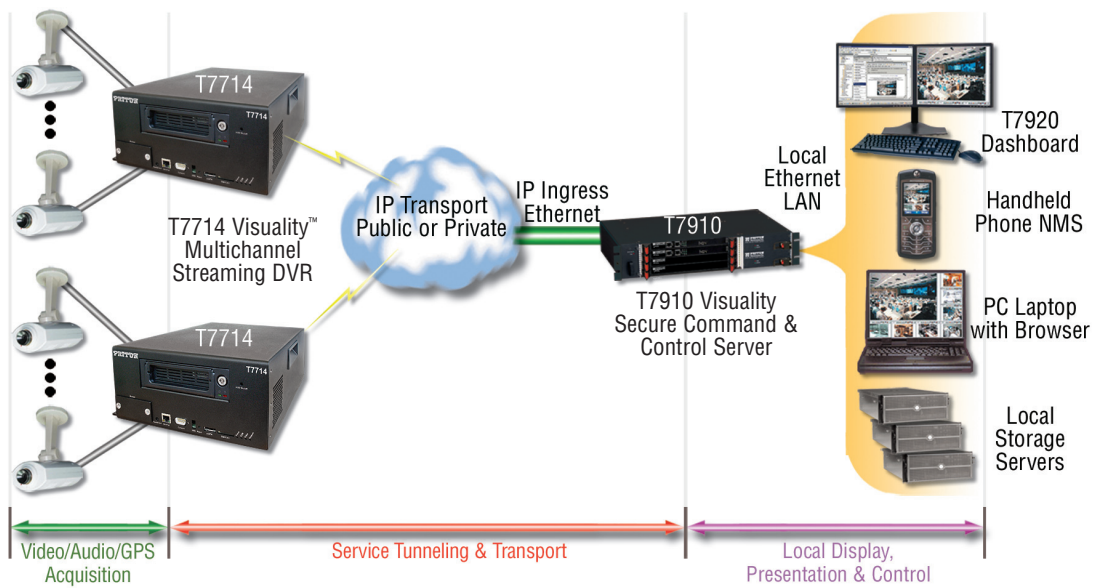 T7714
PATTON
T7714
T7714 Visuality™
Multichannel
Streaming DVR
T7714
PATTON
T7714
IP Transport
Public or Private
IP Ingress
Ethernet
T7910
T7910 Visuality
Secure Command &
Control Server
Local
Ethernet
LAN
T7920
Dashboard
Handheld
Phone NMS
PC Laptop
with Browser
Local
Storage
Servers
Video/Audio/GPS
Acquisition
Service Tunneling & Transport
Local Display,
Presentation & Control